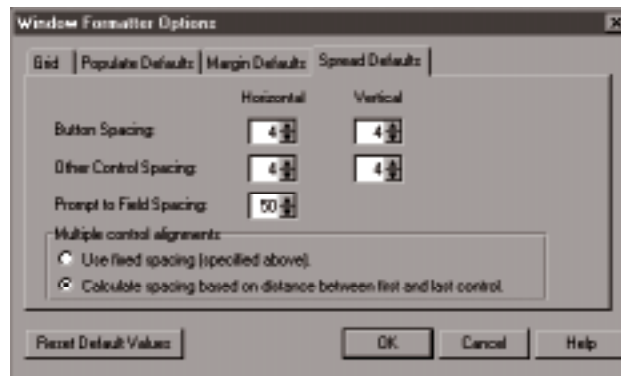 Window Formatter Options
Grid Populate Defaults Margin Defaults Spread Defaults
Horizontal Vertical
Button Spacing: 4 4
Other Control Spacing: 4 4
Prompt to Field Spacing: 50
Multiple control alignments
Use fixed spacing (specified above).
Calculate spacing based on distance between first and last control.
Reset Default Values OK Cancel Help